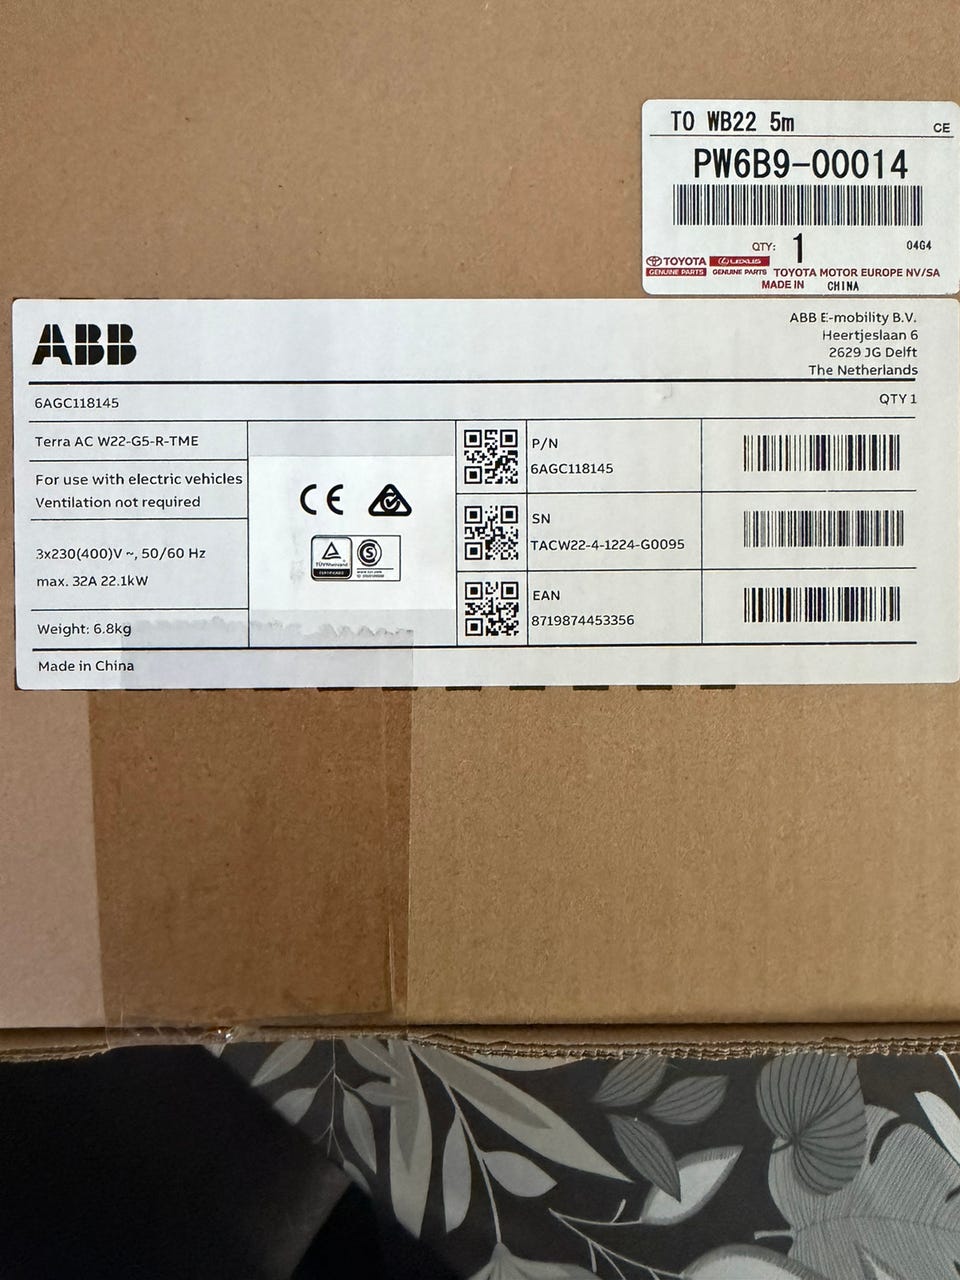 TO WB22 5m
CE
PW6B9-00014
QTY: 1
04G4
TOYOTA LEXUS
GENUINE PARTS GENUINE PARTS TOYOTA MOTOR EUROPE NV/SA
MADE IN CHINA
ABB
ABB E-mobility B.V.
Heertjeslaan 6
2629 JG Delft
The Netherlands
6AGC118145
QTY 1
Terra AC W22-G5-R-TME
For use with electric vehicles
Ventilation not required
3x230(400)V ~, 50/60 Hz
max. 32A 22.1kW
Weight: 6.8kg
Made in China
CE
TÜVRheinland
CERTIFIED
P/N
6AGC118145
SN
TACW22-4-1224-G0095
EAN
8719874453356